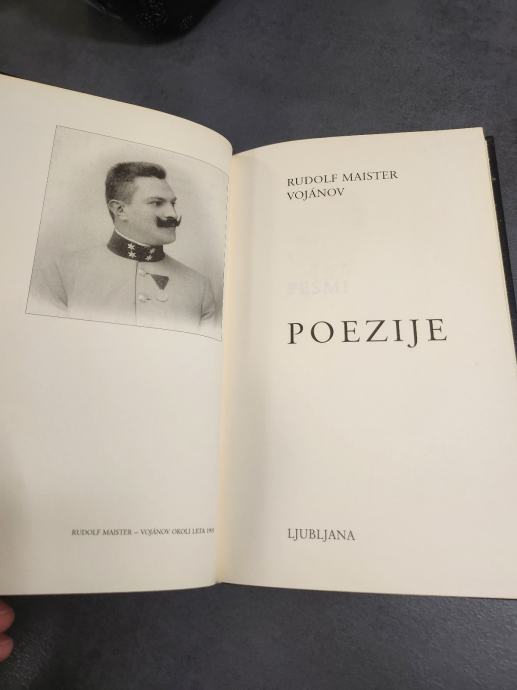 RUDOLF MAISTER – VOJÁNOV OKOLI LETA
RUDOLF MAISTER
VOJÁNOV
PESMI
POEZIJE
LJUBLJANA